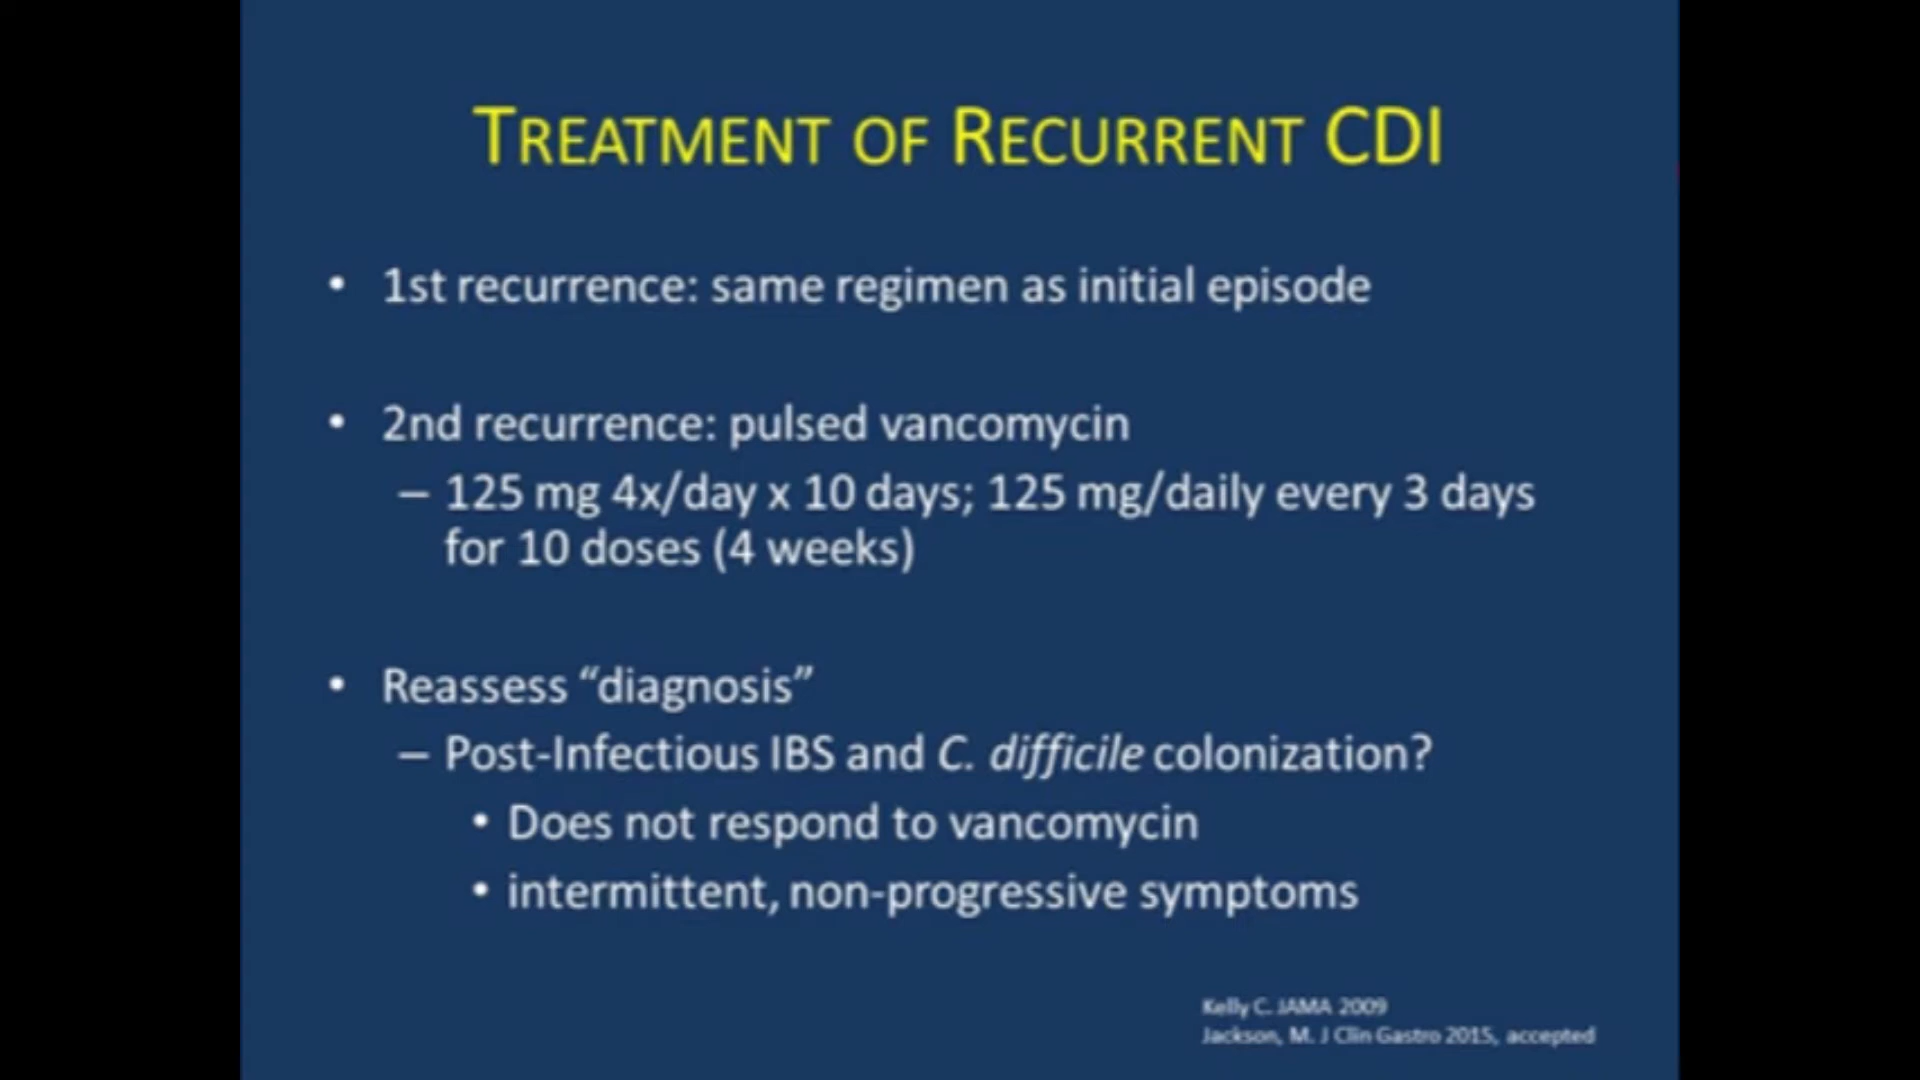 TREATMENT OF RECURRENT CDI
• 1st recurrence: same regimen as initial episode
• 2nd recurrence: pulsed vancomycin
– 125 mg 4x/day x 10 days; 125 mg/daily every 3 days
for 10 doses (4 weeks)
• Reassess “diagnosis”
– Post-Infectious IBS and C. difficile colonization?
• Does not respond to vancomycin
• intermittent, non-progressive symptoms
Kelly C. JAMA 2009
Jackson, M. J Clin Gastro 2015, accepted